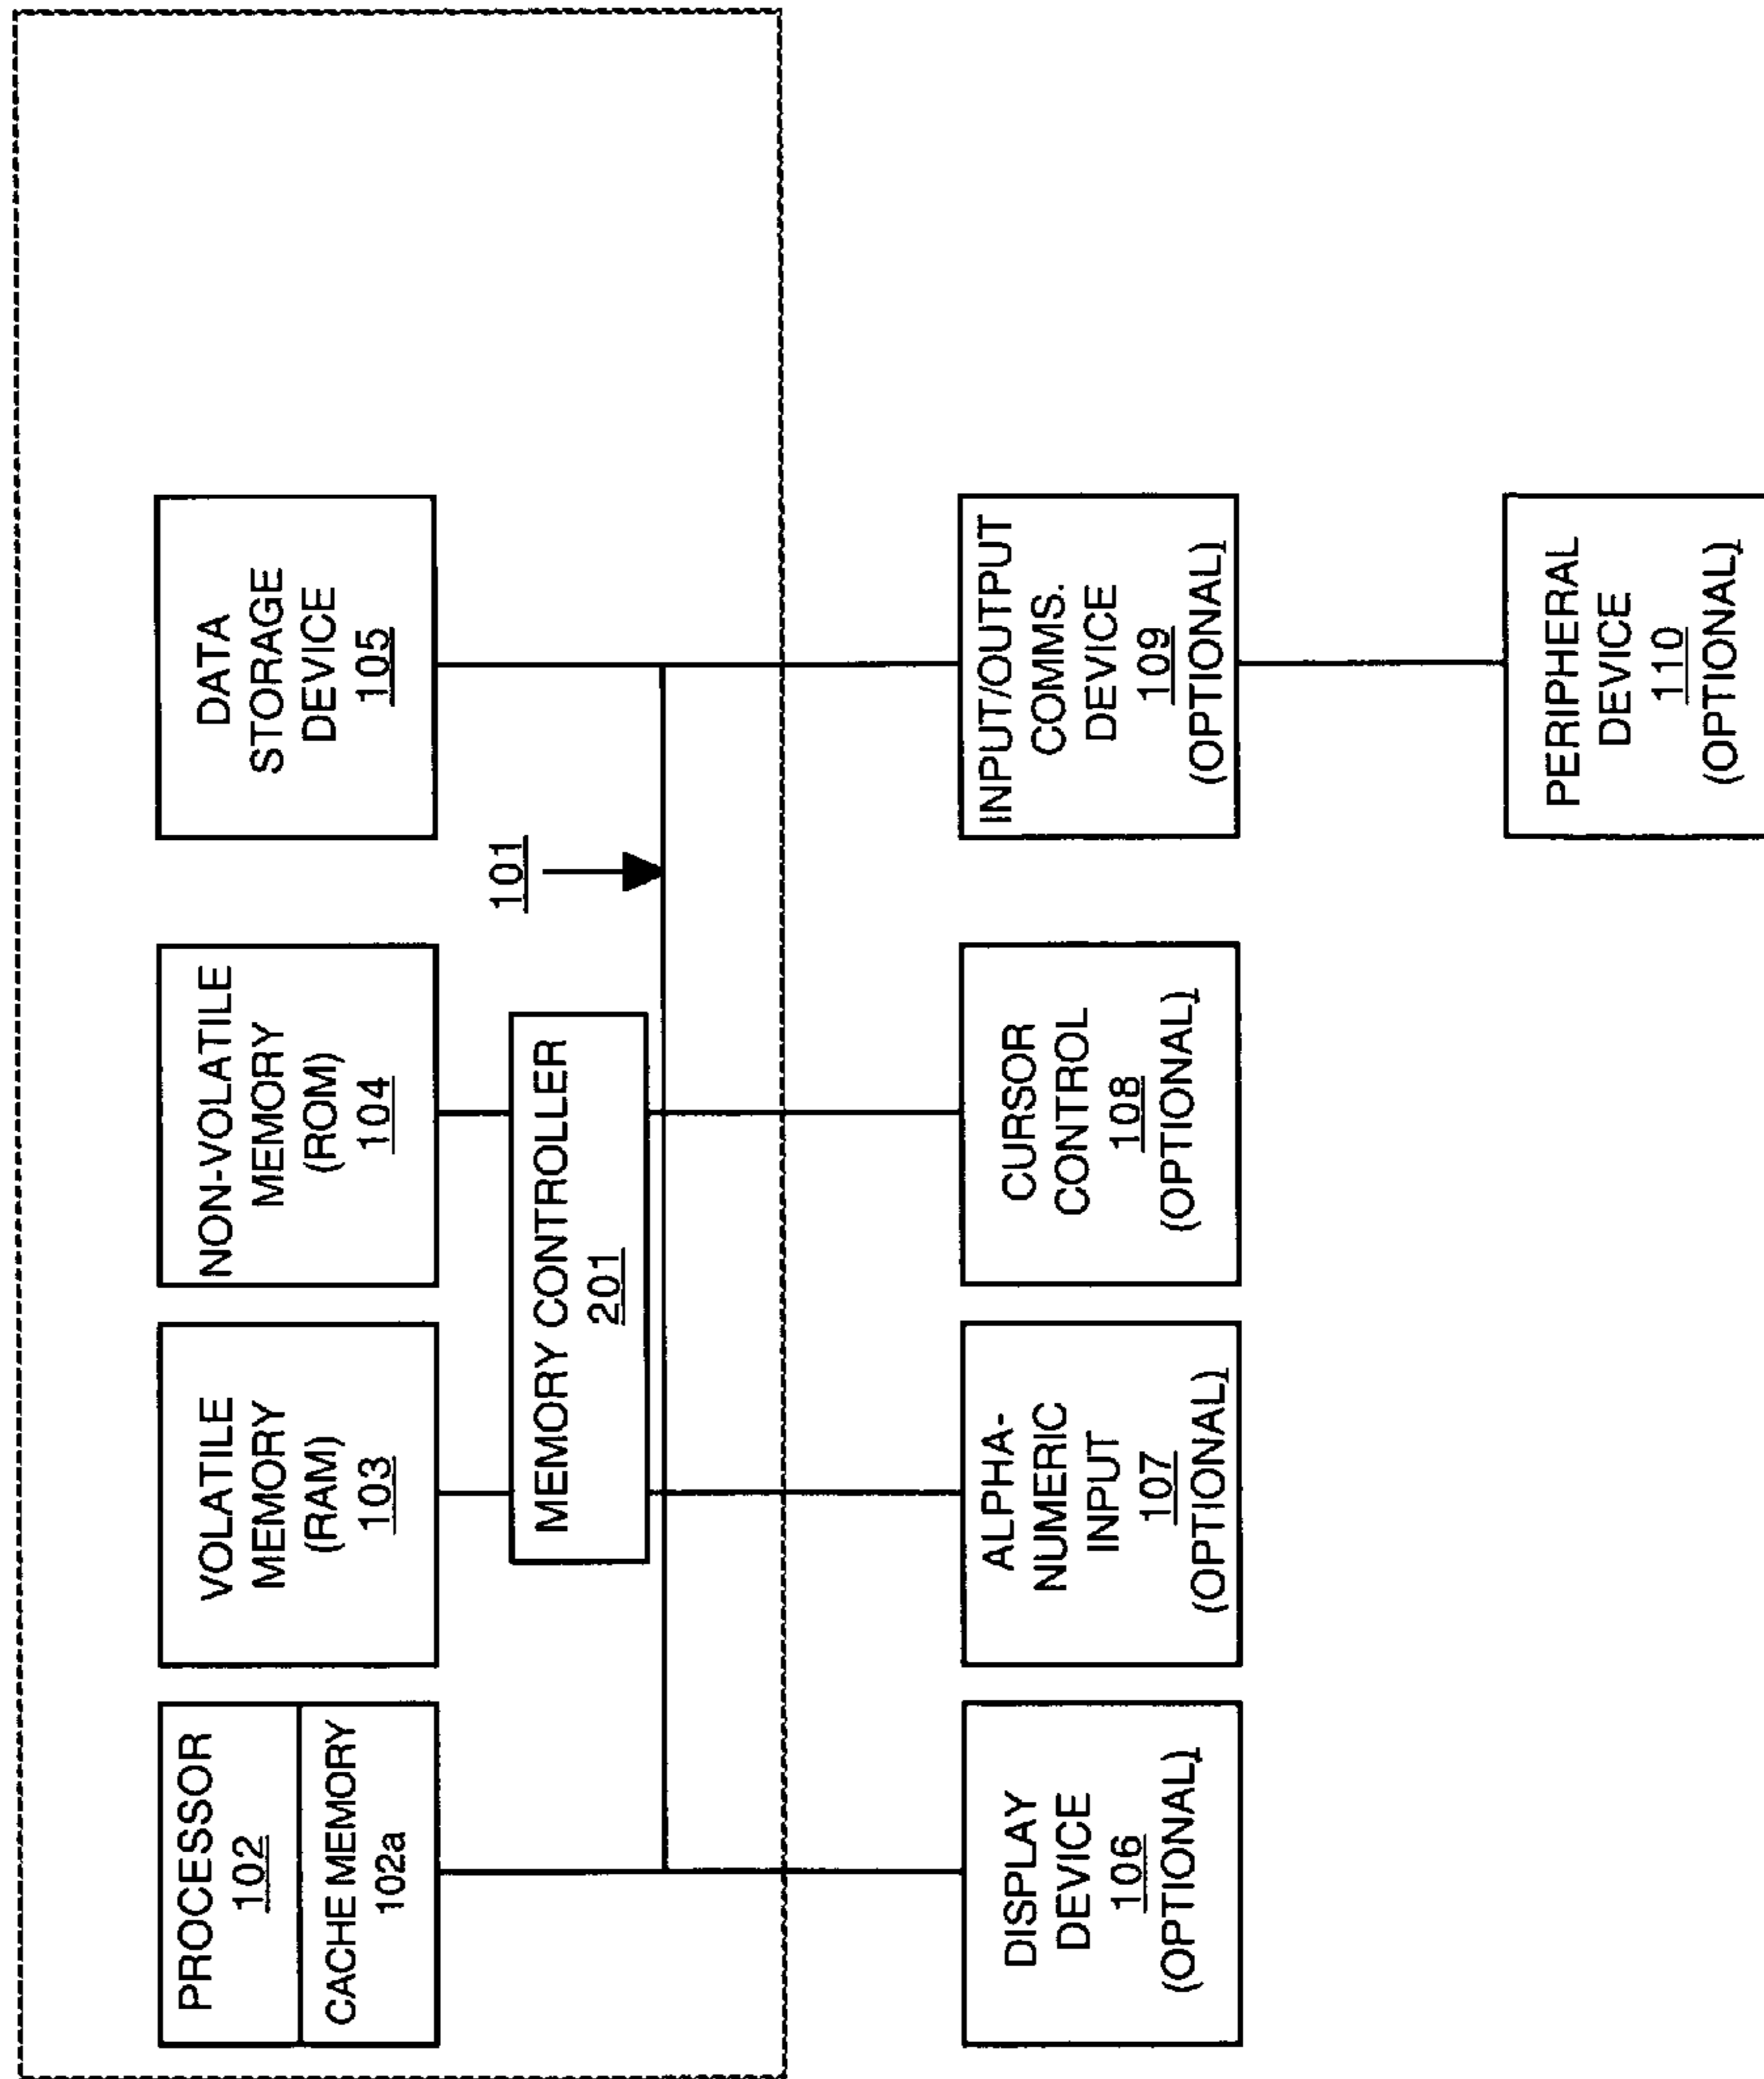 PROCESSOR
102
CACHE MEMORY
102a
VOLATILE
MEMORY
(RAM)
103
NON-VOLATILE
MEMORY
(ROM)
104
DATA
STORAGE
DEVICE
105
101
MEMORY CONTROLLER
201
DISPLAY
DEVICE
106
(OPTIONAL)
ALPHA-
NUMERIC
INPUT
107
(OPTIONAL)
CURSOR
CONTROL
108
(OPTIONAL)
INPUT/OUTPUT
COMMS.
DEVICE
109
(OPTIONAL)
PERIPHERAL
DEVICE
110
(OPTIONAL)